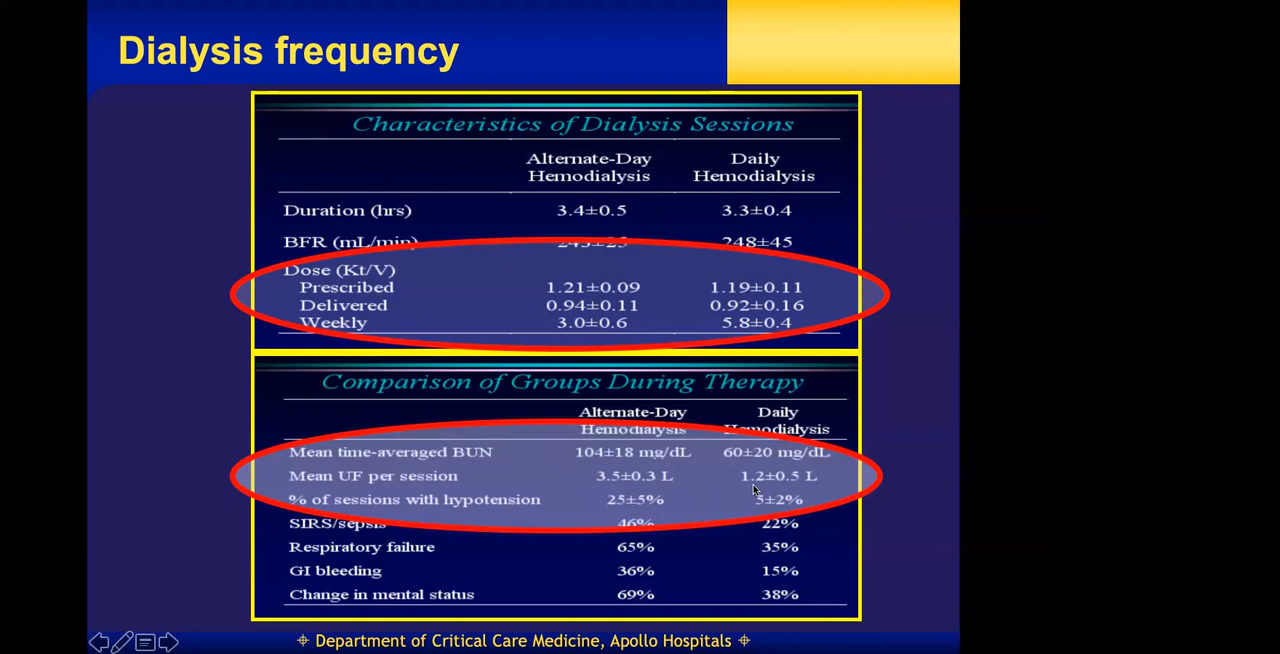 Dialysis frequency
Characteristics of Dialysis Sessions
Alternate-Day Daily
Hemodialysis Hemodialysis
Duration (hrs) 3.4±0.5 3.3±0.4
BFR (mL/min) 248±45
Dose (Kt/V)
Prescribed 1.21±0.09 1.19±0.11
Delivered 0.94±0.11 0.92±0.16
Weekly 3.0±0.6 5.8±0.4
Comparison of Groups During Therapy
Alternate-Day Daily
Hemodialysis Hemodialysis
Mean time-averaged BUN 104±18 mg/dL 60±20 mg/dL
Mean UF per session 3.5±0.3 L 1.2±0.5 L
% of sessions with hypotension 25±5% 5±2%
SIRS/sepsis 46% 22%
Respiratory failure 65% 35%
GI bleeding 36% 15%
Change in mental status 69% 38%
Department of Critical Care Medicine, Apollo Hospitals